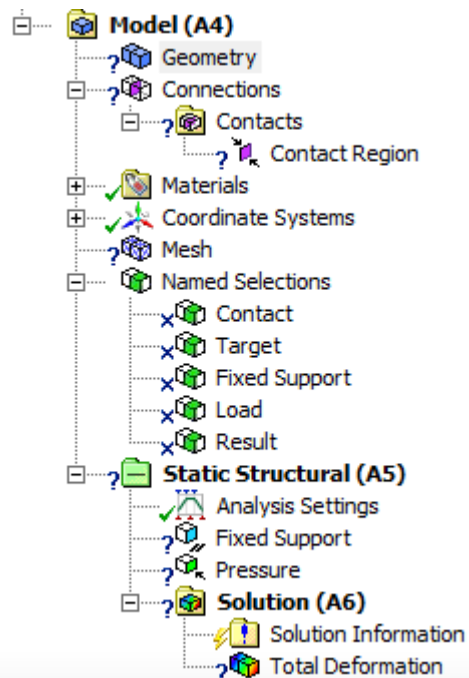 Model (A4)
Geometry
Connections
Contacts
Contact Region
Materials
Coordinate Systems
Mesh
Named Selections
Contact
Target
Fixed Support
Load
Result
Static Structural (A5)
Analysis Settings
Fixed Support
Pressure
Solution (A6)
Solution Information
Total Deformation